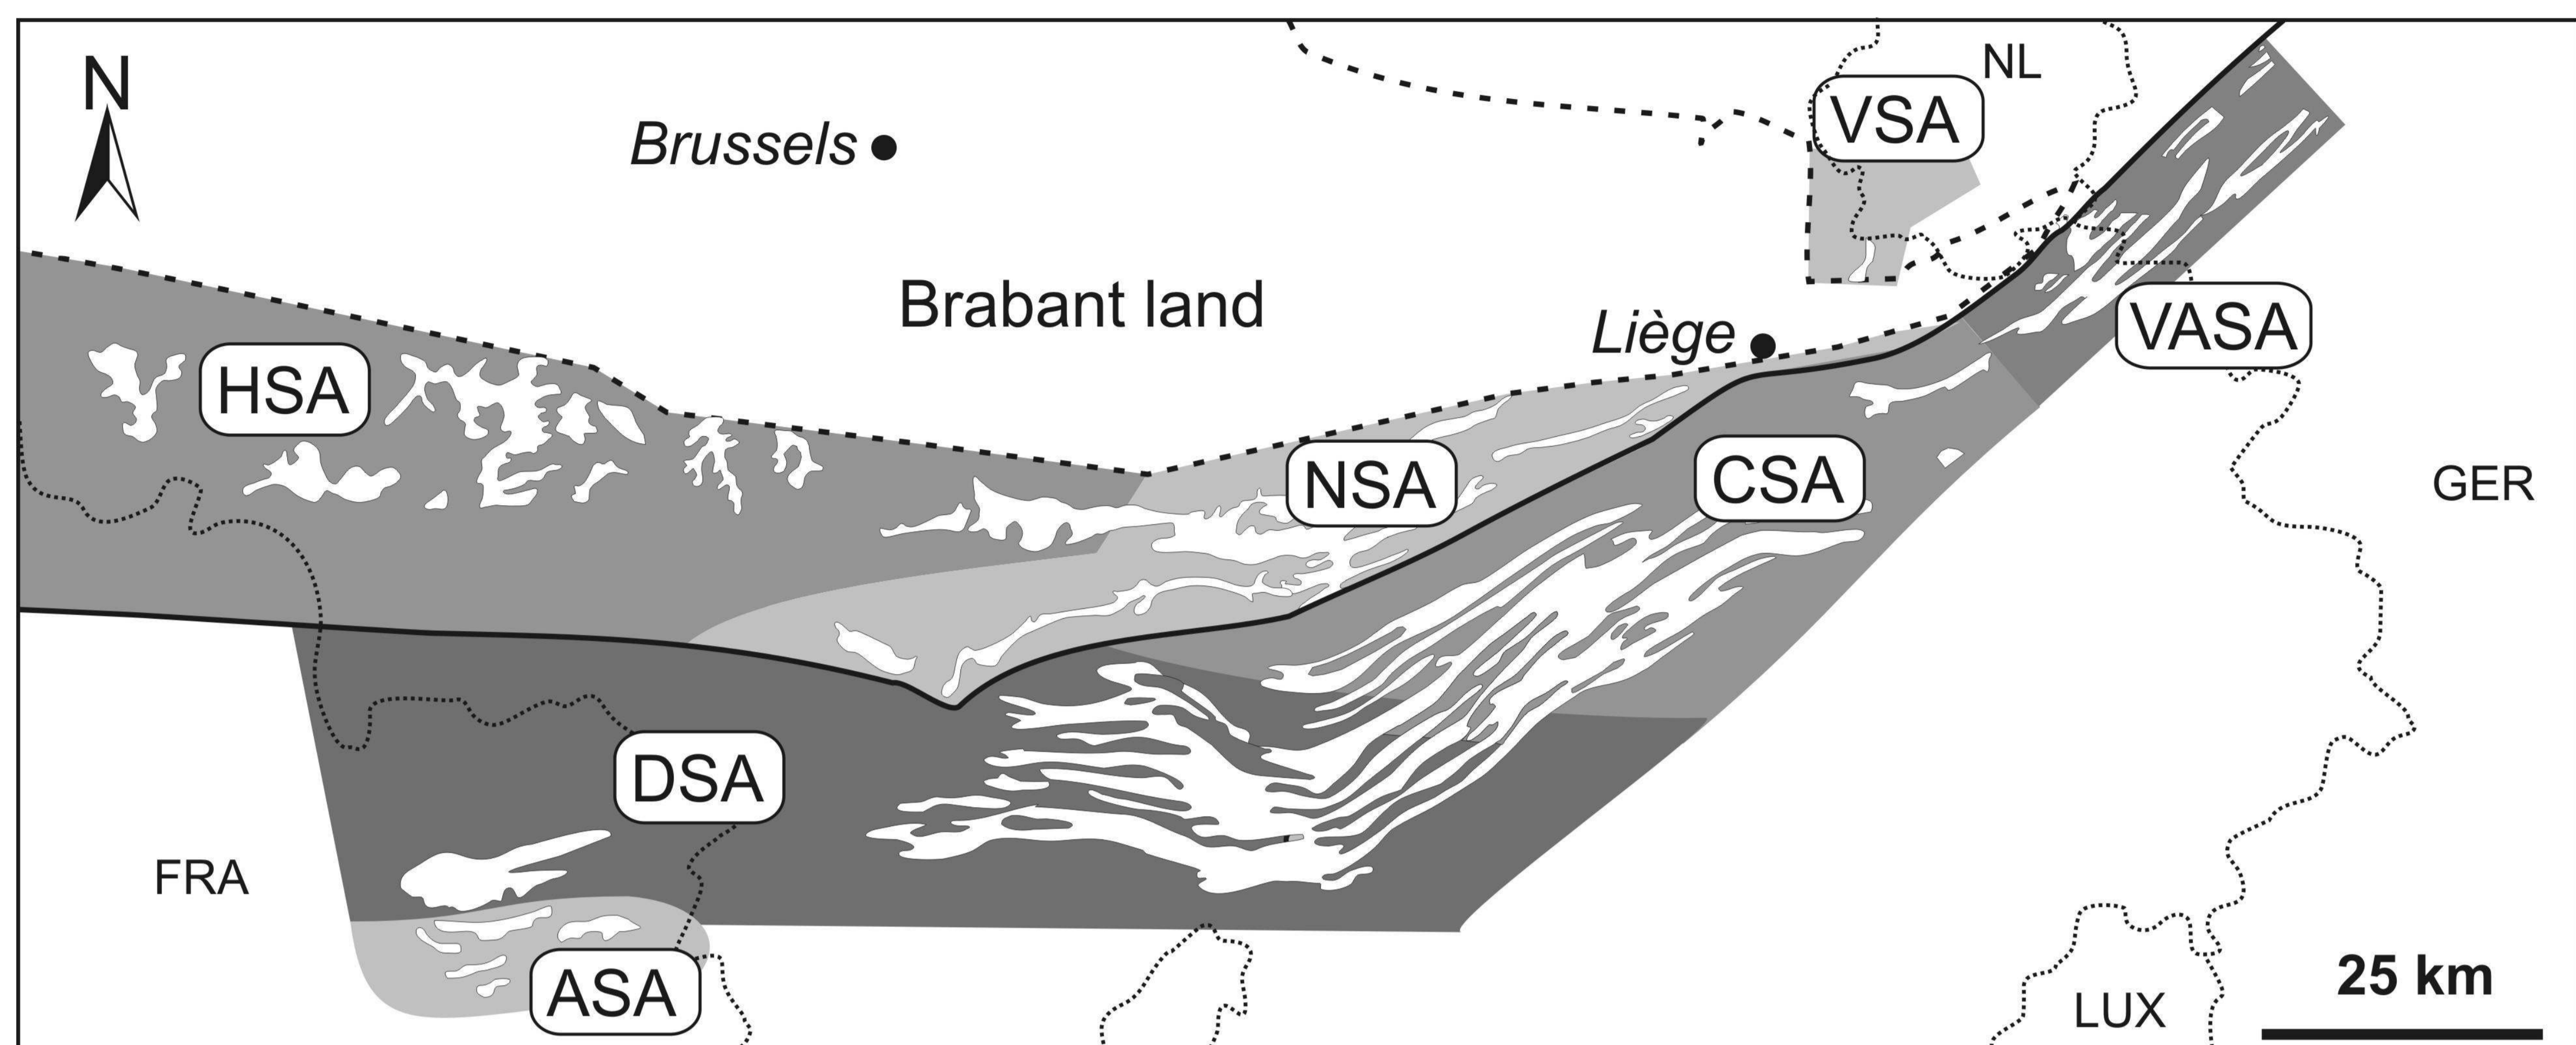 N
NL
VSA
Brussels
Brabant land
Liège
VASA
HSA
NSA
CSA
GER
DSA
FRA
ASA
LUX
25 km